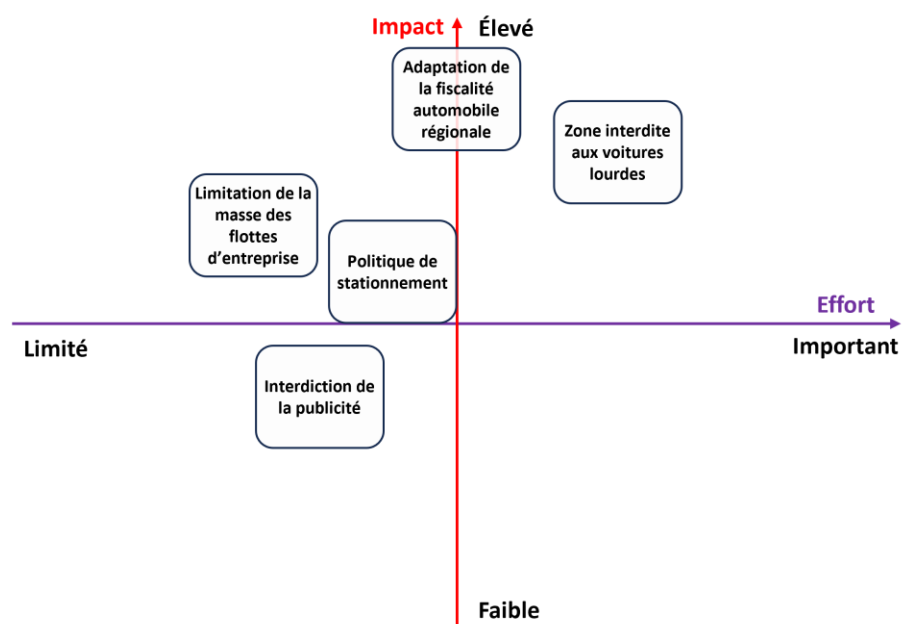 Impact
Élevé
Adaptation de
la fiscalité
automobile
régionale
Zone interdite
aux voitures
lourdes
Limitation de la
masse des
flottes
d’entreprise
Politique de
stationnement
Effort
Limité
Important
Interdiction de
la publicité
Faible